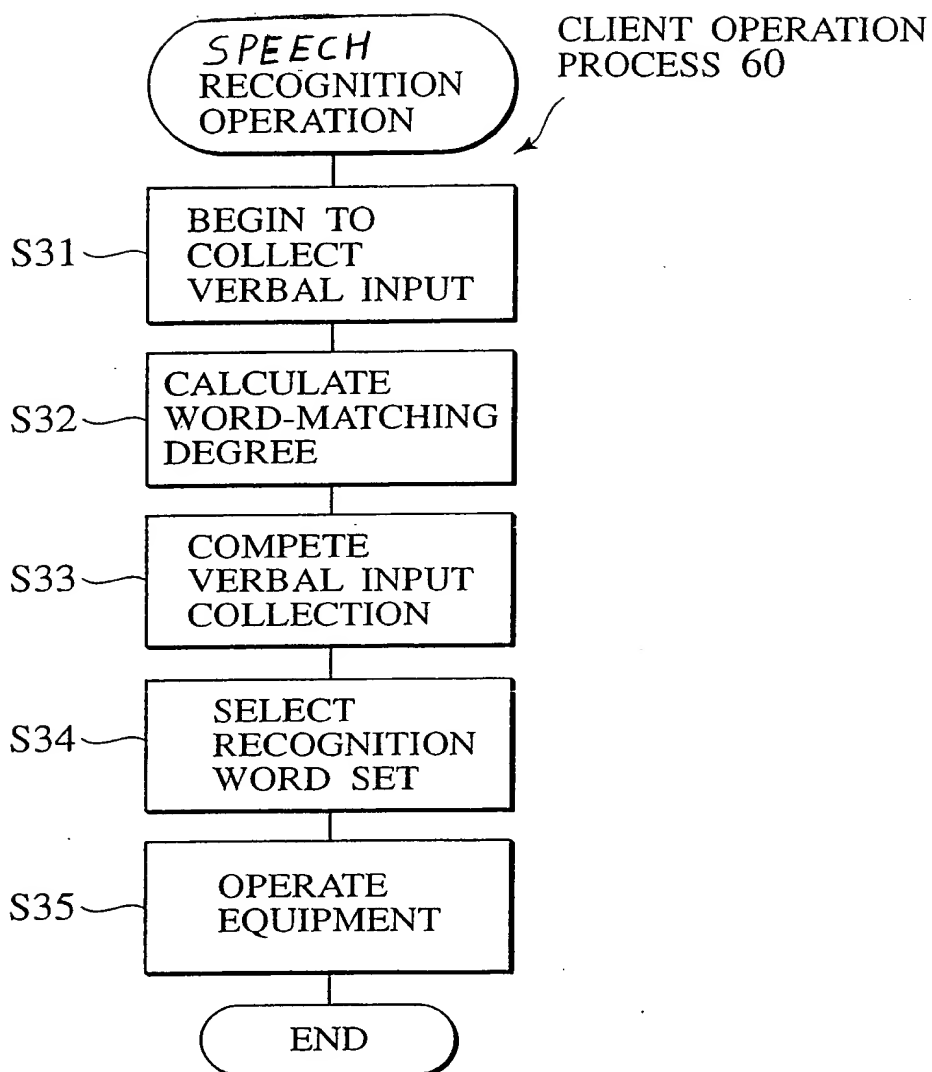 SPEECH
RECOGNITION
OPERATION
CLIENT OPERATION
PROCESS 60
S31
BEGIN TO
COLLECT
VERBAL INPUT
S32
CALCULATE
WORD-MATCHING
DEGREE
S33
COMPETE
VERBAL INPUT
COLLECTION
S34
SELECT
RECOGNITION
WORD SET
S35
OPERATE
EQUIPMENT
END